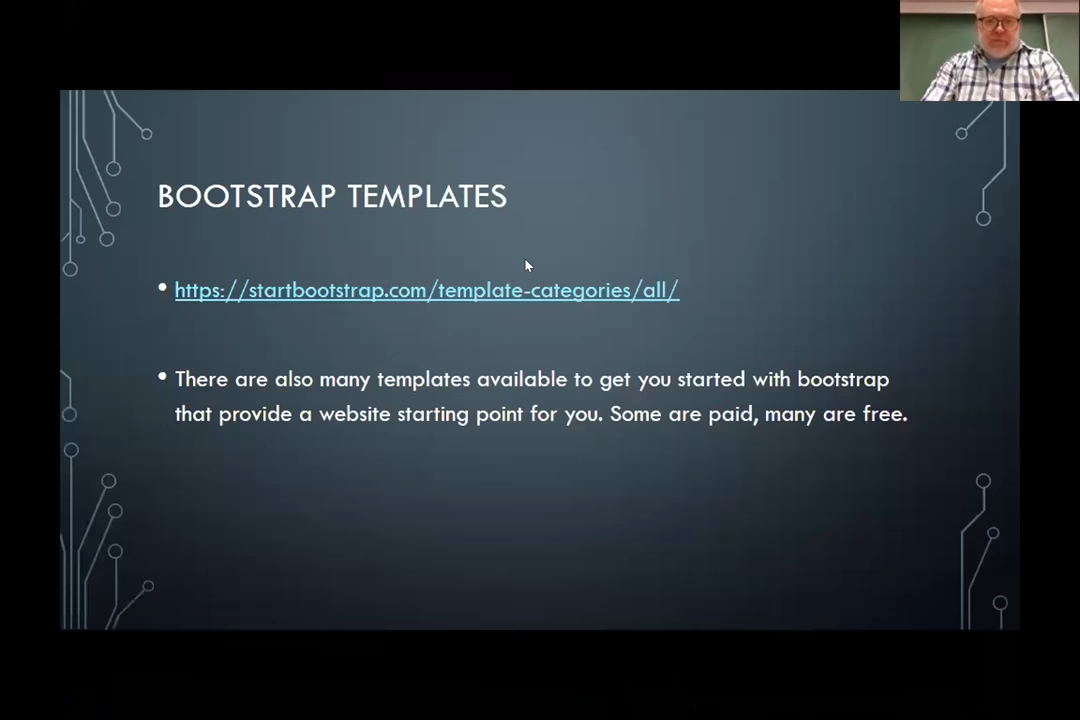 BOOTSTRAP TEMPLATES
• https://startbootstrap.com/template-categories/all/
• There are also many templates available to get you started with bootstrap
that provide a website starting point for you. Some are paid, many are free.